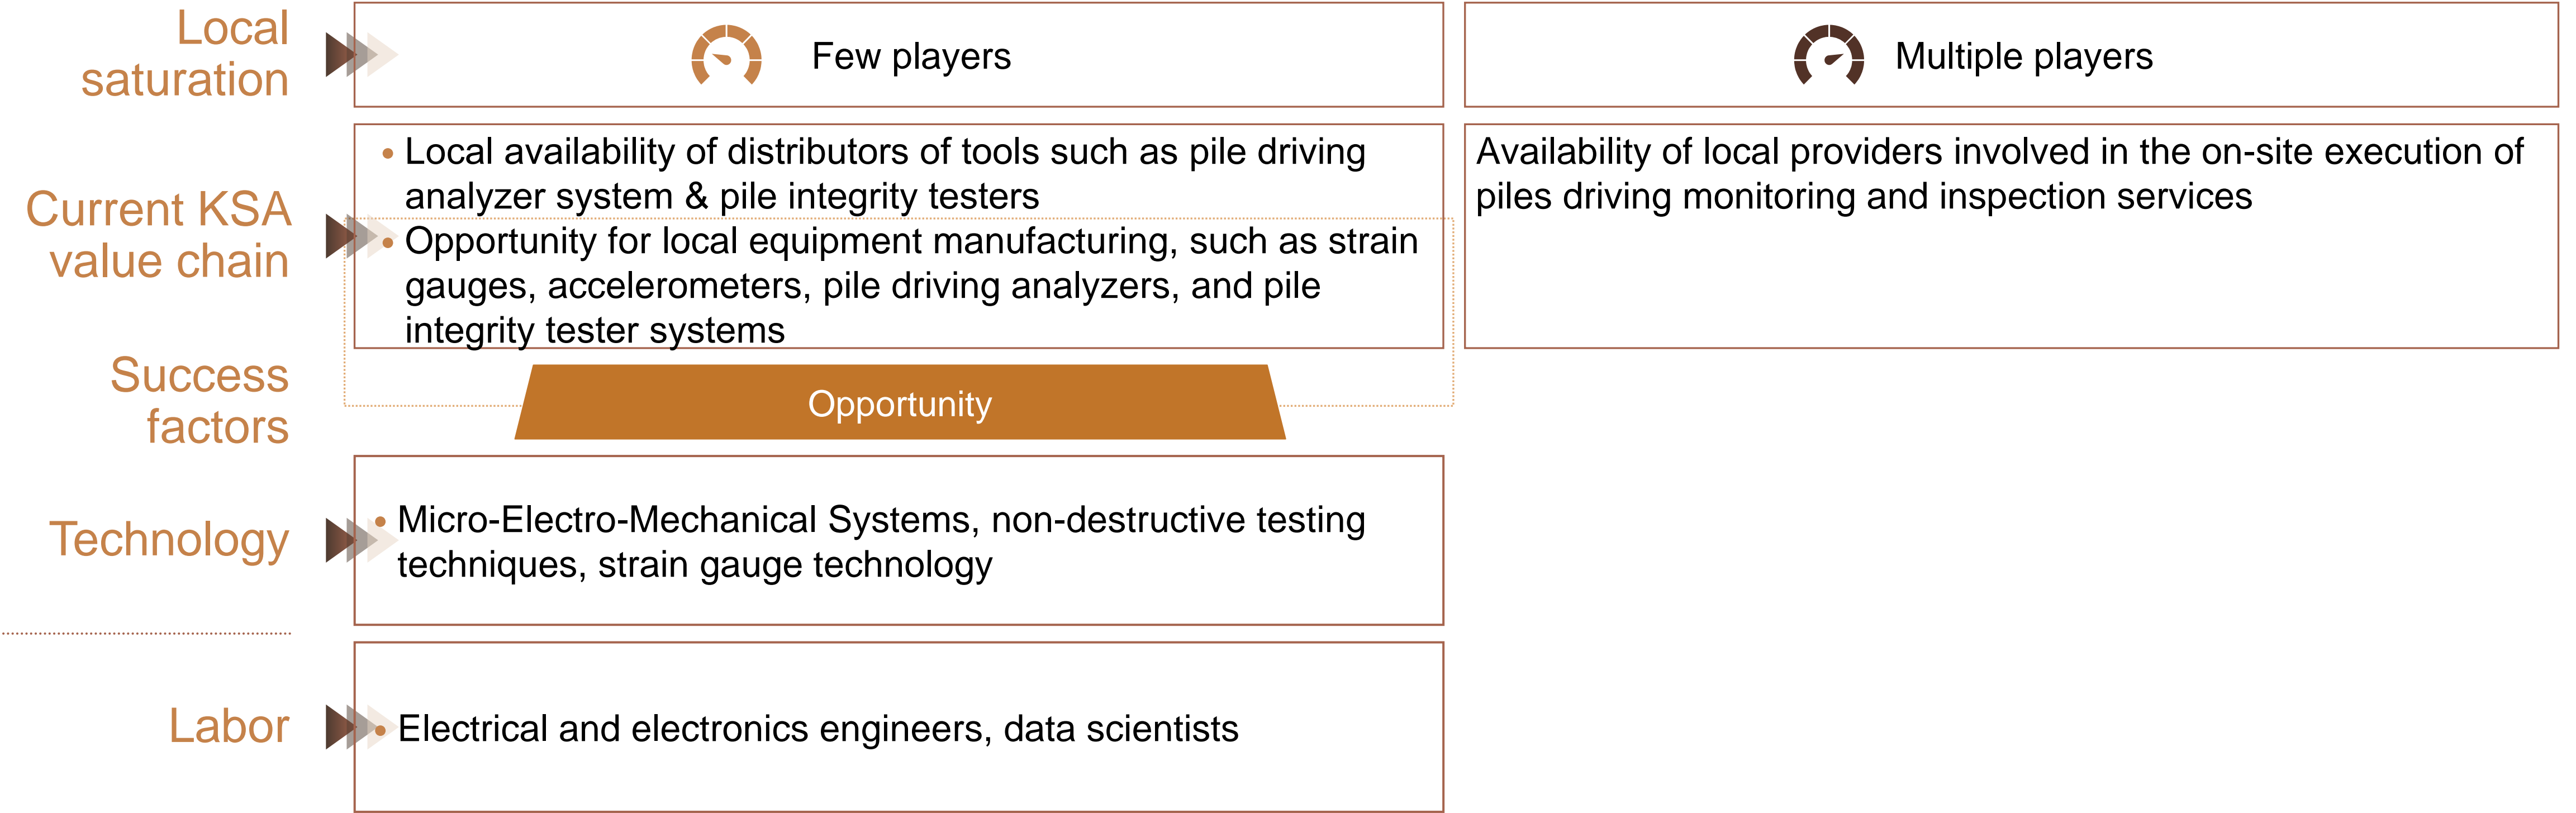 Local
saturation
Few players
Multiple players
Current KSA
value chain
• Local availability of distributors of tools such as pile driving
analyzer system & pile integrity testers
• Opportunity for local equipment manufacturing, such as strain
gauges, accelerometers, pile driving analyzers, and pile
integrity tester systems
Availability of local providers involved in the on-site execution of
piles driving monitoring and inspection services
Success
factors
Opportunity
Technology
• Micro-Electro-Mechanical Systems, non-destructive testing
techniques, strain gauge technology
Labor
• Electrical and electronics engineers, data scientists